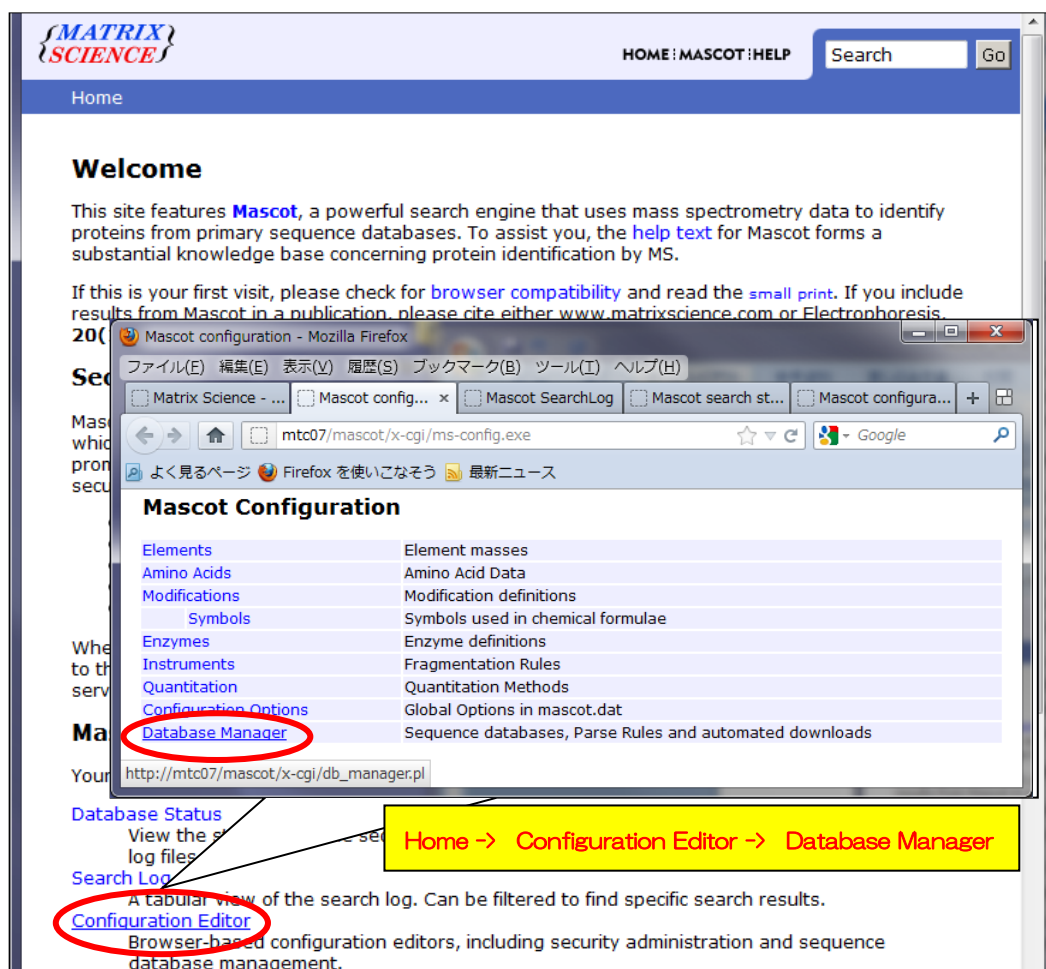 {MATRIX}
{SCIENCE}
HOME MASCOT HELP
Search Go
Home
Welcome
This site features Mascot, a powerful search engine that uses mass spectrometry data to identify
proteins from primary sequence databases. To assist you, the help text for Mascot forms a
substantial knowledge base concerning protein identification by MS.
If this is your first visit, please check for browser compatibility and read the small print. If you include
results from Mascot in a publication, please cite either www.matrixscience.com or Electrophoresis,
20(
Mascot configuration - Mozilla Firefox
ファイル(F) 編集(E) 表示(V) 履歴(S) ブックマーク(B) ツール(T) ヘルプ(H)
Matrix Science - ... Mascot config... × Mascot SearchLog Mascot search st... Mascot configura... +
mtc07/mascot/x-cgi/ms-config.exe Google
よく見るページ Firefox を使いこなそう 最新ニュース
Mascot Configuration
Elements Element masses
Amino Acids Amino Acid Data
Modifications Modification definitions
Symbols Symbols used in chemical formulae
Enzymes Enzyme definitions
Instruments Fragmentation Rules
Quantitation Quantitation Methods
Configuration Options Global Options in mascot.dat
Database Manager Sequence databases, Parse Rules and automated downloads
http://mtc07/mascot/x-cgi/db_manager.pl
Your
Database Status
View the
log files
Home -> Configuration Editor -> Database Manager
Search Log
A tabular view of the search log. Can be filtered to find specific search results.
Configuration Editor
Browser-based configuration editors, including security administration and sequence
database management.